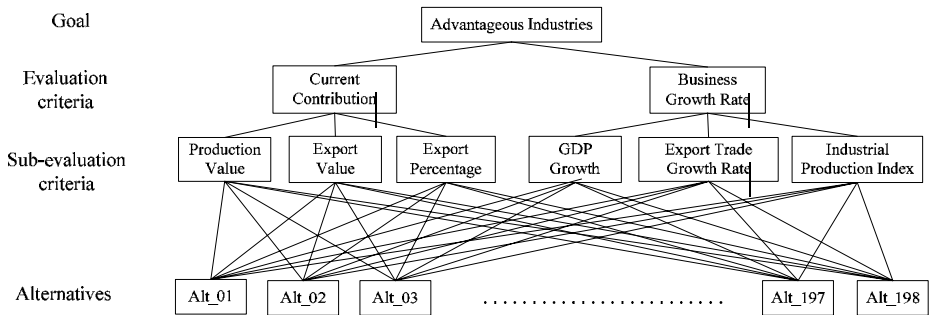 Goal
Advantageous Industries
Evaluation
criteria
Current
Contribution
Business
Growth Rate
Sub-evaluation
criteria
Production
Value
Export
Value
Export
Percentage
GDP
Growth
Export Trade
Growth Rate
Industrial
Production Index
Alternatives
Alt_01
Alt_02
Alt_03
. . . . . . . . . . . . . . . . . . . . . . . . .
Alt_197
Alt_198